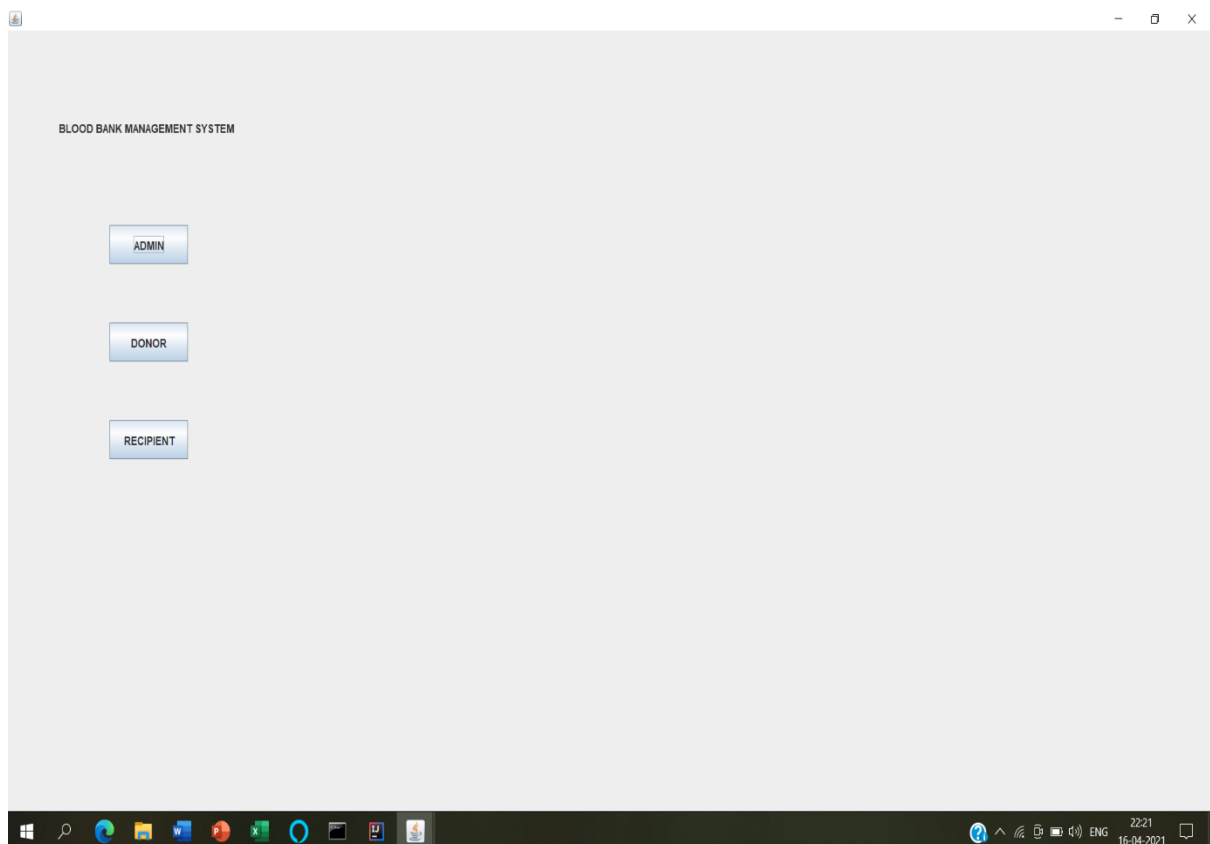 BLOOD BANK MANAGEMENT SYSTEM
ADMIN
DONOR
RECIPIENT
ENG
22:21
16-04-2021